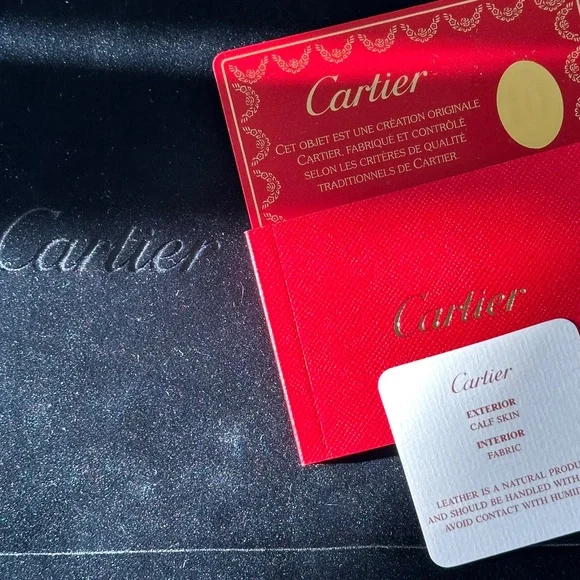 Cartier
CET OBJET EST UNE CRÉATION ORIGINALE
CARTIER, FABRIQUÉ ET CONTRÔLÉ
SELON LES CRITÈRES DE QUALITÉ
TRADITIONNELS DE CARTIER.
Cartier
Cartier
Cartier
EXTERIOR
CALF SKIN
INTERIOR
FABRIC
LEATHER IS A NATURAL
AND SHOULD BE HANDLED WITH
AVOID CONTACT WITH